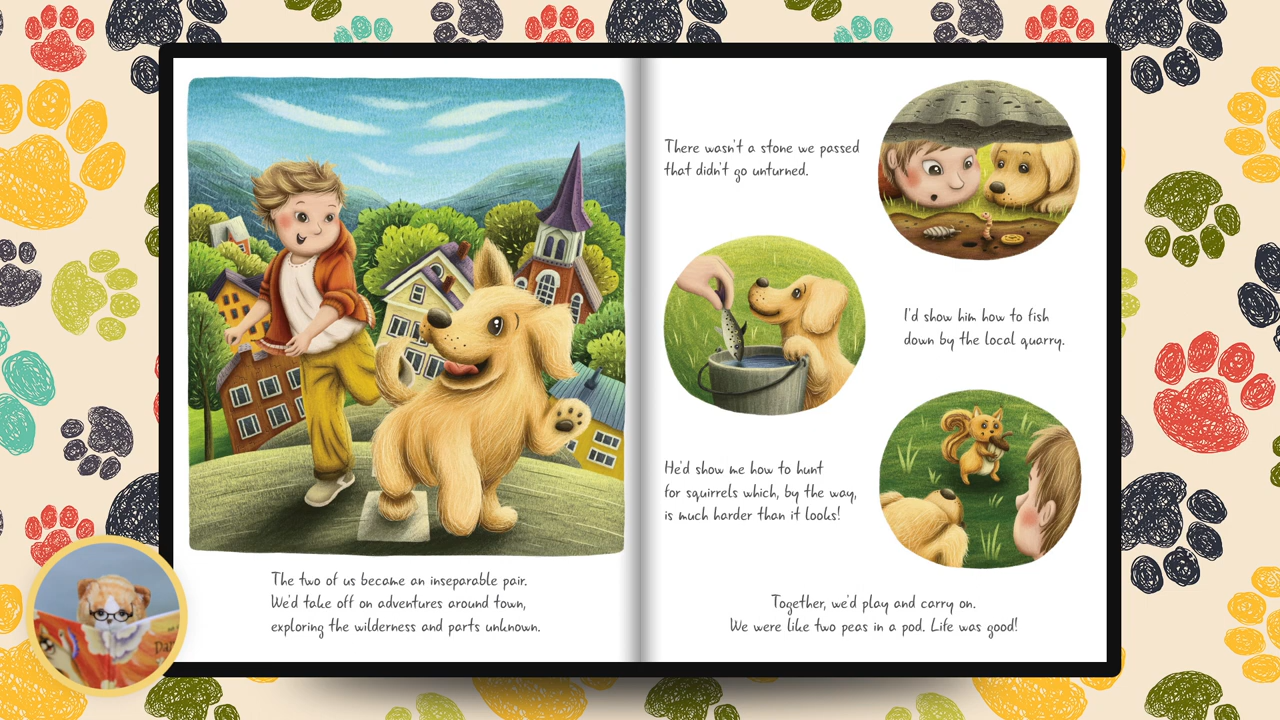 The two of us became an inseparable pair.
We'd take off on adventures around town,
exploring the wilderness and parts unknown.
There wasn't a stone we passed
that didn't go unturned.
I'd show him how to fish
down by the local quarry.
He'd show me how to hunt
for squirrels which, by the way,
is much harder than it looks!
Together, we'd play and carry on.
We were like two peas in a pod. Life was good!